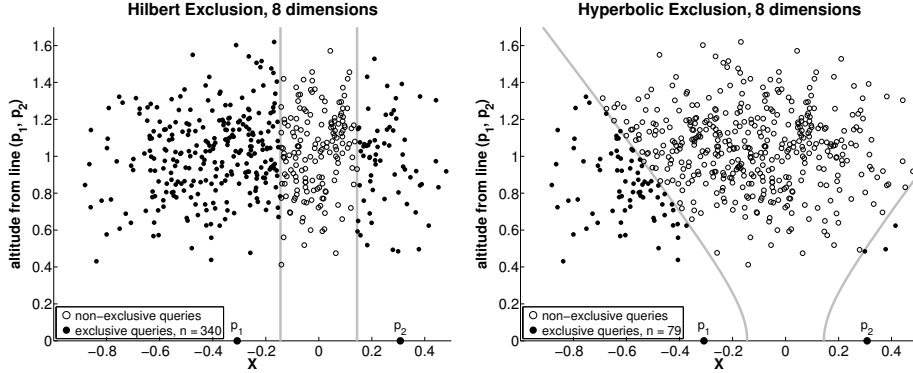 Hilbert Exclusion, 8 dimensions
altitude from line (p1, p2)
1.6
1.4
1.2
1
0.8
0.6
0.4
0.2
0
non-exclusive queries
exclusive queries, n = 340
p1
p2
−0.8 −0.6 −0.4 −0.2 0 0.2 0.4
X
Hyperbolic Exclusion, 8 dimensions
altitude from line (p1, p2)
1.6
1.4
1.2
1
0.8
0.6
0.4
0.2
0
non-exclusive queries
exclusive queries, n = 79
p1
p2
−0.8 −0.6 −0.4 −0.2 0 0.2 0.4
X